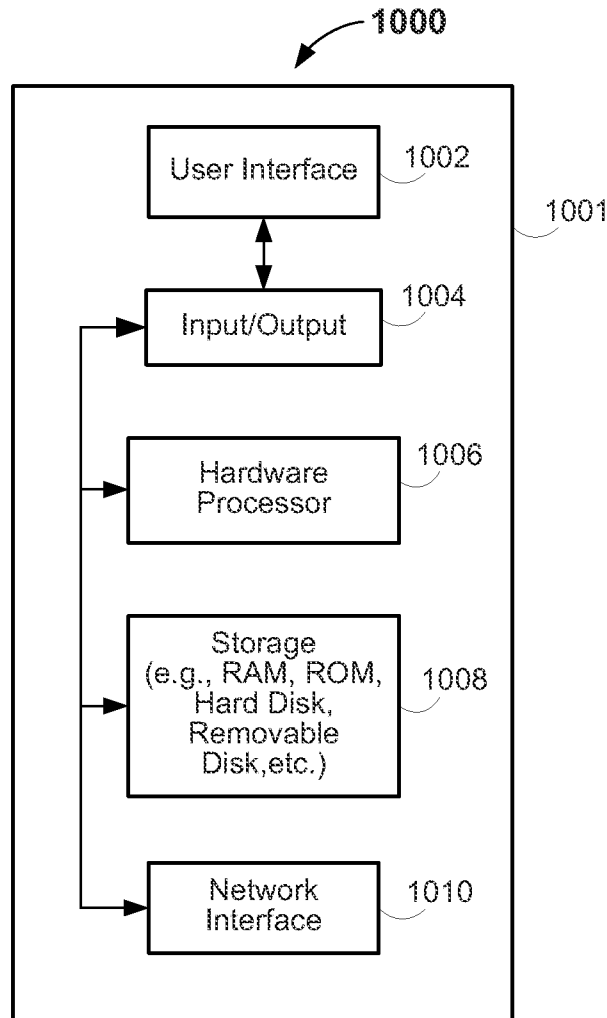 1000
User Interface
1002
1001
Input/Output
1004
Hardware
Processor
1006
Storage
(e.g., RAM, ROM,
Hard Disk,
Removable
Disk,etc.)
1008
Network
Interface
1010